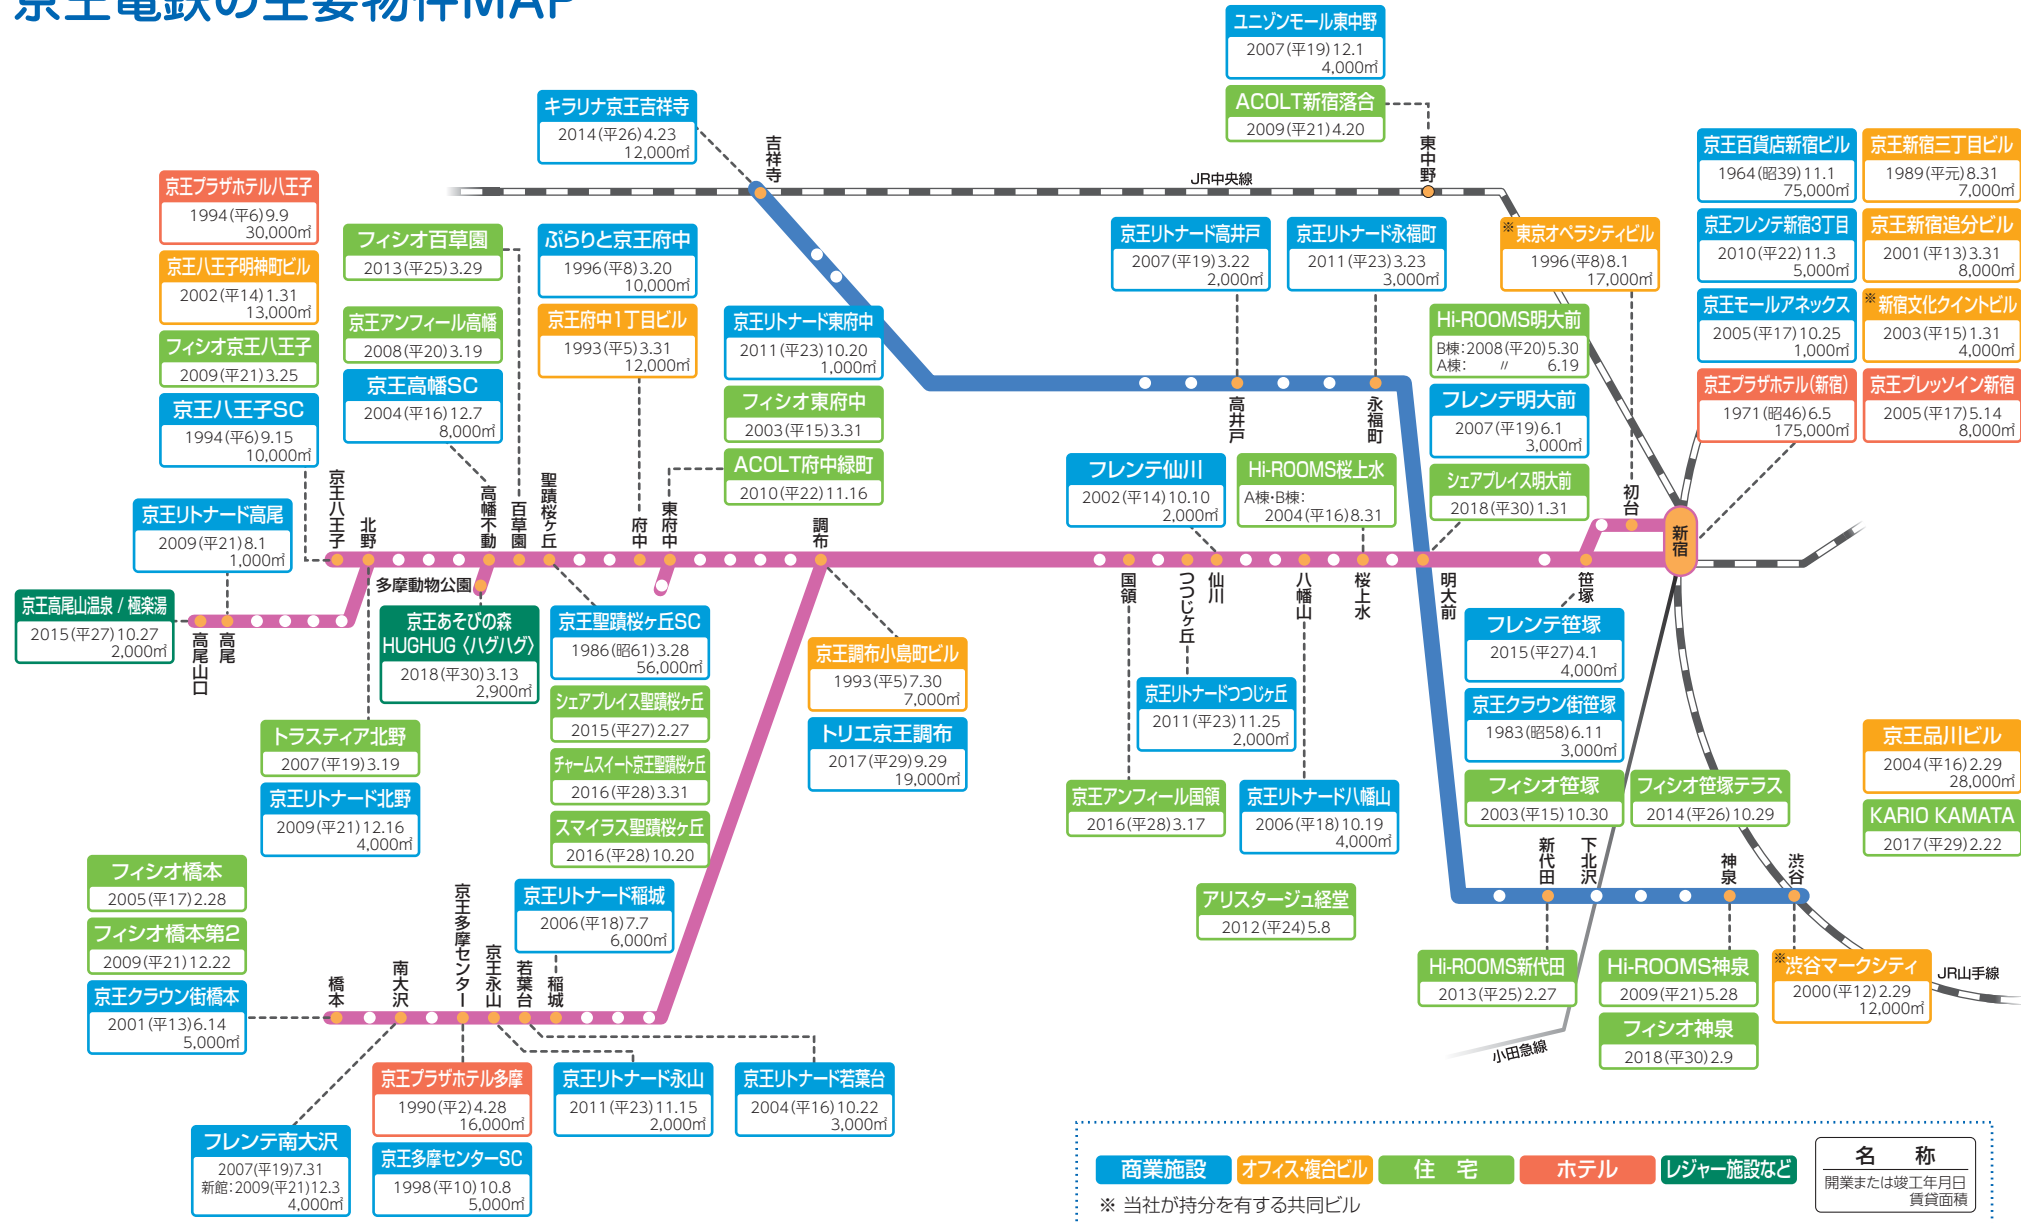 京王電鉄の主要物件MAP
ユニゾンモール東中野
2007(平19)12.1
4,000㎡
ACOLT新宿落合
2009(平21)4.20
東中野
キラリナ京王吉祥寺
2014(平26)4.23
12,000㎡
吉祥寺
JR中央線
京王百貨店新宿ビル
1964(昭39)11.1
75,000㎡
京王新宿三丁目ビル
1989(平元)8.31
7,000㎡
京王フレンテ新宿3丁目
2010(平22)11.3
5,000㎡
京王新宿追分ビル
2001(平13)3.31
8,000㎡
京王モールアネックス
2005(平17)10.25
1,000㎡
※新宿文化クイントビル
2003(平15)1.31
4,000㎡
京王プラザホテル(新宿)
1971(昭46)6.5
175,000㎡
京王プレッソイン新宿
2005(平17)5.14
8,000㎡
京王プラザホテル八王子
1994(平6)9.9
30,000㎡
京王八王子明神町ビル
2002(平14)1.31
13,000㎡
フィシオ京王八王子
2009(平21)3.25
京王八王子SC
1994(平6)9.15
10,000㎡
フィシオ百草園
2013(平25)3.29
京王アンフィール高幡
2008(平20)3.19
京王高幡SC
2004(平16)12.7
8,000㎡
ぷらりと京王府中
1996(平8)3.20
10,000㎡
京王府中1丁目ビル
1993(平5)3.31
12,000㎡
京王リトナード東府中
2011(平23)10.20
1,000㎡
フィシオ東府中
2003(平15)3.31
ACOLT府中緑町
2010(平22)11.16
京王リトナード高井戸
2007(平19)3.22
2,000㎡
京王リトナード永福町
2011(平23)3.23
3,000㎡
※東京オペラシティビル
1996(平8)8.1
17,000㎡
Hi-ROOMS明大前
B棟:2008(平20)5.30
A棟: 〃 6.19
フレンテ明大前
2007(平19)6.1
3,000㎡
シェアプレイス明大前
2018(平30)1.31
高井戸
永福町
フレンテ仙川
2002(平14)10.10
2,000㎡
Hi-ROOMS桜上水
A棟・B棟:
2004(平16)8.31
京王リトナード高尾
2009(平21)8.1
1,000㎡
京王高尾山温泉 / 極楽湯
2015(平27)10.27
2,000㎡
京王八王子
北野
高幡不動
百草園
聖蹟桜ヶ丘
府中
東府中
調布
初台
新宿
多摩動物公園
高尾山口
高尾
国領
つつじヶ丘
仙川
八幡山
桜上水
明大前
笹塚
京王あそびの森
HUGHUG〈ハグハグ〉
2018(平30)3.13
2,900㎡
京王聖蹟桜ヶ丘SC
1986(昭61)3.28
56,000㎡
シェアプレイス聖蹟桜ヶ丘
2015(平27)2.27
チャームスイート京王聖蹟桜ヶ丘
2016(平28)3.31
スマイラス聖蹟桜ヶ丘
2016(平28)10.20
京王調布小島町ビル
1993(平5)7.30
7,000㎡
トリエ京王調布
2017(平29)9.29
19,000㎡
京王リトナードつつじヶ丘
2011(平23)11.25
2,000㎡
京王アンフィール国領
2016(平28)3.17
京王リトナード八幡山
2006(平18)10.19
4,000㎡
フレンテ笹塚
2015(平27)4.1
4,000㎡
京王クラウン街笹塚
1983(昭58)6.11
3,000㎡
フィシオ笹塚
2003(平15)10.30
フィシオ笹塚テラス
2014(平26)10.29
京王品川ビル
2004(平16)2.29
28,000㎡
KARIO KAMATA
2017(平29)2.22
トラスティア北野
2007(平19)3.19
京王リトナード北野
2009(平21)12.16
4,000㎡
フィシオ橋本
2005(平17)2.28
フィシオ橋本第2
2009(平21)12.22
京王クラウン街橋本
2001(平13)6.14
5,000㎡
京王リトナード稲城
2006(平18)7.7
6,000㎡
橋本
南大沢
京王多摩センター
京王永山
若葉台
稲城
アリスタージュ経堂
2012(平24)5.8
新代田
下北沢
神泉
渋谷
Hi-ROOMS新代田
2013(平25)2.27
Hi-ROOMS神泉
2009(平21)5.28
フィシオ神泉
2018(平30)2.9
※渋谷マークシティ
2000(平12)2.29
12,000㎡
JR山手線
小田急線
京王プラザホテル多摩
1990(平2)4.28
16,000㎡
京王多摩センターSC
1998(平10)10.8
5,000㎡
京王リトナード永山
2011(平23)11.15
2,000㎡
京王リトナード若葉台
2004(平16)10.22
3,000㎡
フレンテ南大沢
2007(平19)7.31
新館:2009(平21)12.3
4,000㎡
商業施設
オフィス・複合ビル
住 宅
ホテル
レジャー施設など
名 称
開業または竣工年月日
賃貸面積
※ 当社が持分を有する共同ビル